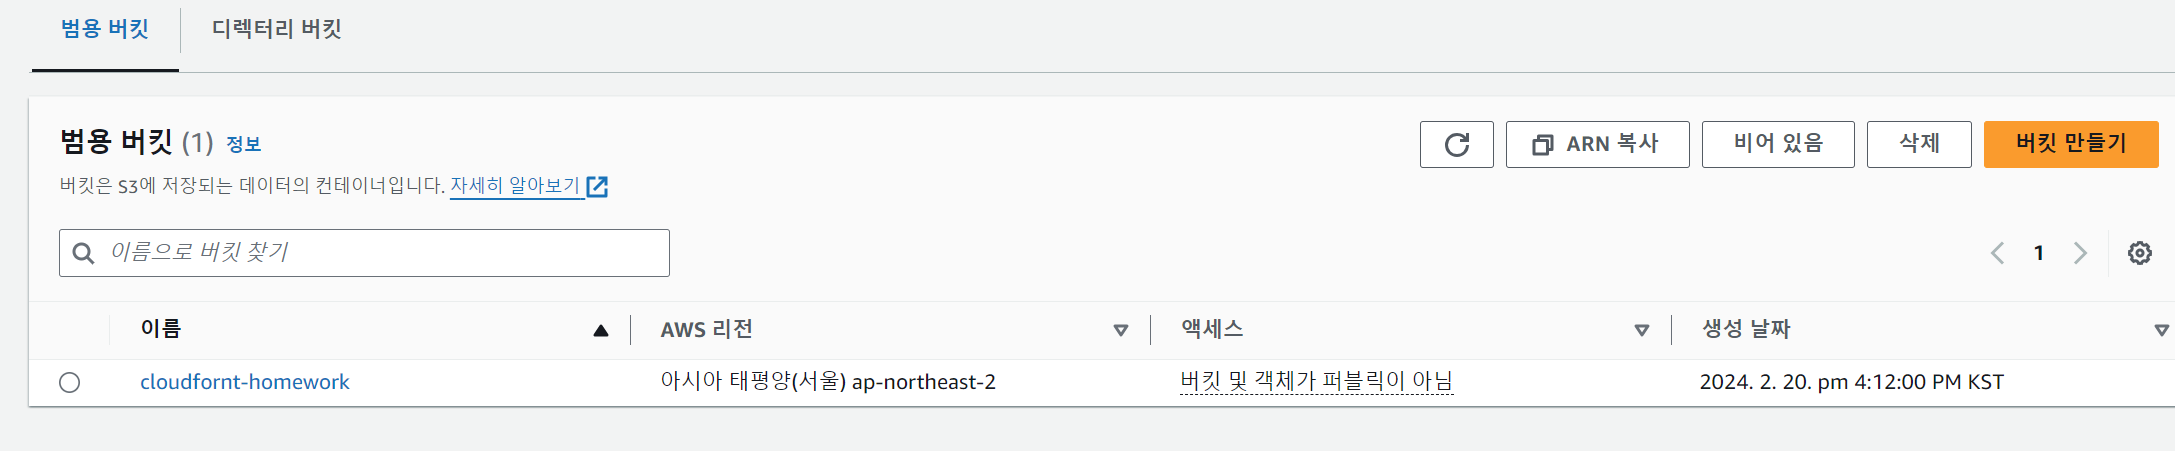 범용 버킷 디렉터리 버킷
범용 버킷 (1) 정보
ARN 복사 비어 있음 삭제 버킷 만들기
버킷은 S3에 저장되는 데이터의 컨테이너입니다. 자세히 알아보기
이름으로 버킷 찾기
1
이름 AWS 리전 액세스 생성 날짜
cloudfornt-homework 아시아 태평양(서울) ap-northeast-2 버킷 및 객체가 퍼블릭이 아님 2024. 2. 20. pm 4:12:00 PM KST